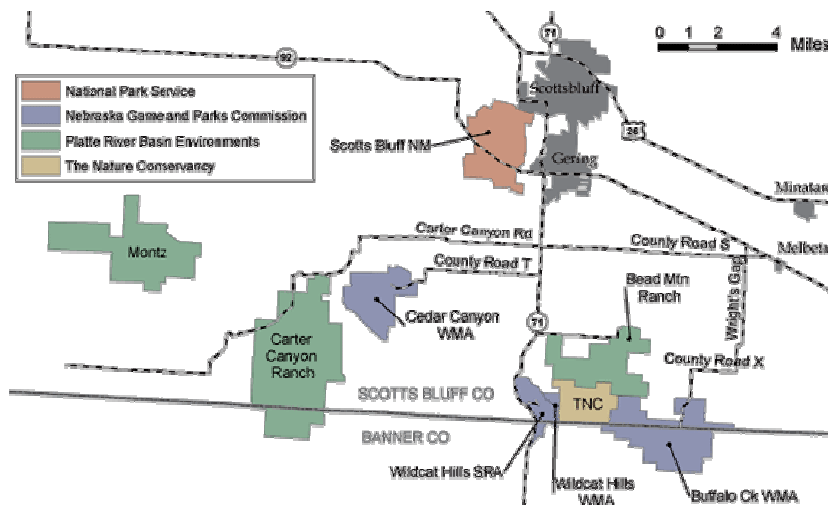 71
0 1 2 4
Miles
92
Scottsbluff
National Park Service
Nebraska Game and Parks Commission
Platte River Basin Environments
The Nature Conservancy
Scotts Bluff NM
26
Gering
Minatare
Carter Canyon Rd
County Road S
Montz
County Road T
Melbeta
Bead Mtn
Ranch
Wright's Gap
Cedar Canyon
WMA
71
Carter
Canyon
Ranch
County Road X
SCOTTS BLUFF CO
TNC
BANNER CO
Wildcat Hills SRA
Wildcat Hills
WMA
Buffalo Ck WMA